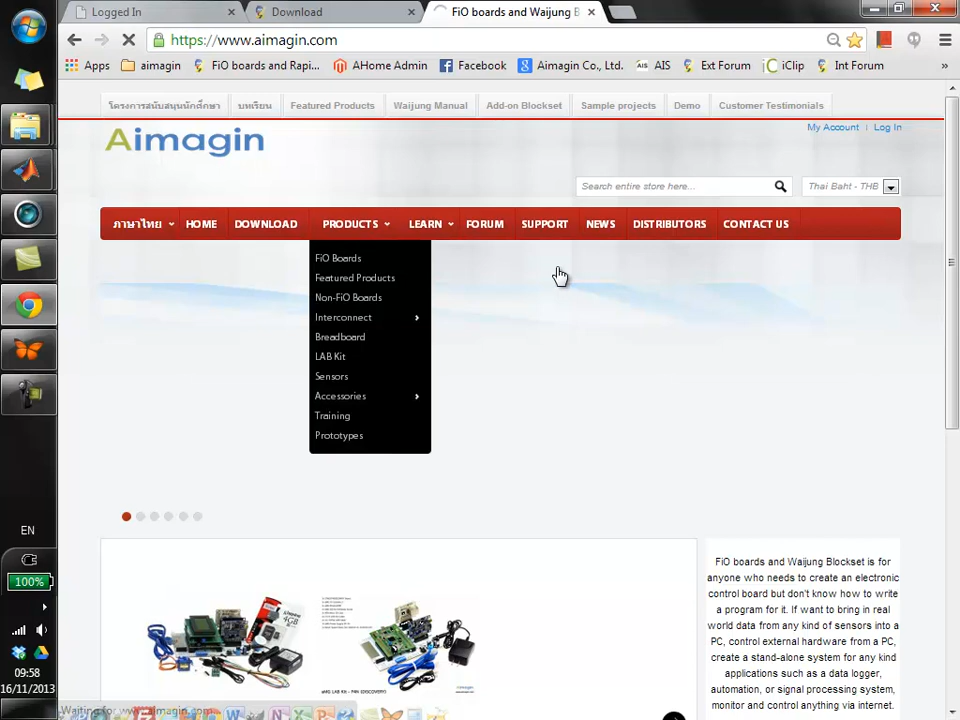 Logged In
Download
FiO boards and Waijung B
https://www.aimagin.com
Apps
aimagin
FiO boards and Rapi...
AHome Admin
Facebook
Aimagin Co., Ltd.
AIS
AIS
Ext Forum
iClip
Int Forum
»
โครงการสนับสนุนนักศึกษา
บทเรียน
Featured Products
Waijung Manual
Add-on Blockset
Sample projects
Demo
Customer Testimonials
My Account
Log In
Aimagin
Search entire store here...
Thai Baht - THB
ภาษาไทย
HOME
DOWNLOAD
PRODUCTS
LEARN
FORUM
SUPPORT
NEWS
DISTRIBUTORS
CONTACT US
FiO Boards
Featured Products
Non-FiO Boards
Interconnect
Breadboard
LAB Kit
Sensors
Accessories
Training
Prototypes
FiO boards and Waijung Blockset is for
anyone who needs to create an electronic
control board but don't know how to write
a program for it. If want to bring in real
world data from any kind of sensors into a
PC, control external hardware from a PC,
create a stand-alone system for any kind
applications such as a data logger,
automation, or signal processing system,
monitor and control anything via internet.
EN
100%
09:58
16/11/2013
Waiting for www.aimagin.com...